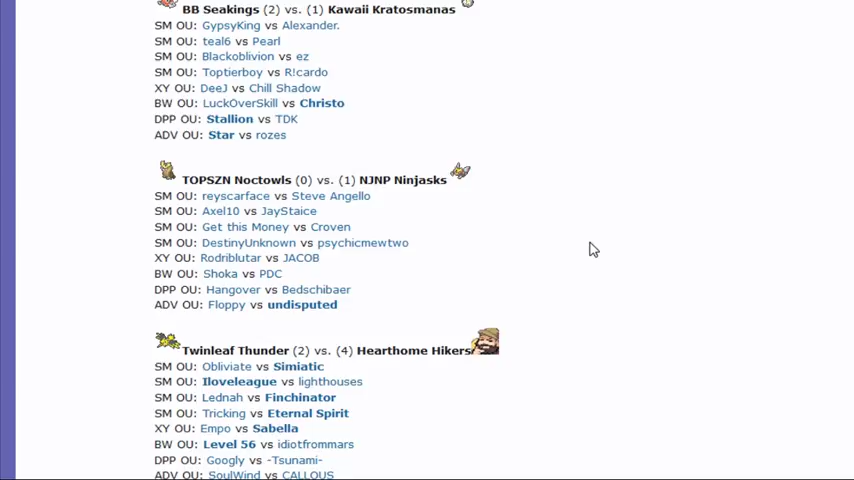 BB Seakings (2) vs. (1) Kawaii Kratosmanas
SM OU: GypsyKing vs Alexander.
SM OU: teal6 vs Pearl
SM OU: Blackoblivion vs ez
SM OU: Toptierboy vs R!cardo
XY OU: DeeJ vs Chill Shadow
BW OU: LuckOverSkill vs Christo
DPP OU: Stallion vs TDK
ADV OU: Star vs rozes
TOPSZN Noctowls (0) vs. (1) NJNP Ninjasks
SM OU: reyscarface vs Steve Angello
SM OU: Axel10 vs JayStaice
SM OU: Get this Money vs Croven
SM OU: DestinyUnknown vs psychicmewtwo
XY OU: Rodriblutar vs JACOB
BW OU: Shoka vs PDC
DPP OU: Hangover vs Bedschibaer
ADV OU: Floppy vs undisputed
Twinleaf Thunder (2) vs. (4) Hearthome Hikers
SM OU: Obliviate vs Simiatic
SM OU: Iloveleague vs lighthouses
SM OU: Lednah vs Finchinator
SM OU: Tricking vs Eternal Spirit
XY OU: Empo vs Sabella
BW OU: Level 56 vs idiotfrommars
DPP OU: Googly vs -Tsunami-
ADV OU: SoulWind vs CALLOUS